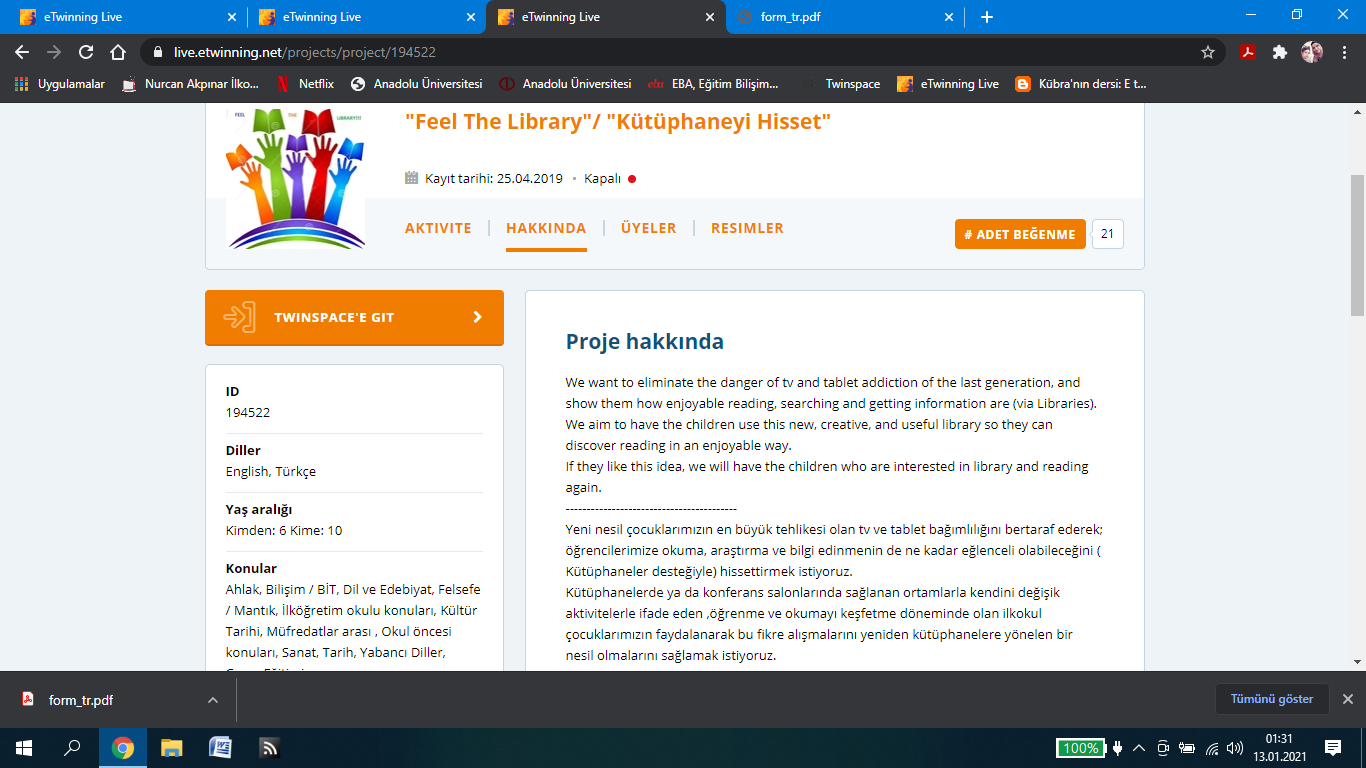 eTwinning Live
eTwinning Live
eTwinning Live
form_tr.pdf
live.etwinning.net/projects/project/194522
Uygulamalar
Nurcan Akpınar İlko...
Netflix
Anadolu Üniversitesi
Anadolu Üniversitesi
eba EBA, Eğitim Bilişim...
Twinspace
eTwinning Live
Kübra'nın dersi: E t...
FEEL THE LIBRARY!!!
"Feel The Library"/ "Kütüphaneyi Hisset"
Kayıt tarihi: 25.04.2019 • Kapalı
AKTIVITE
HAKKINDA
ÜYELER
RESIMLER
# ADET BEĞENME
21
TWINSPACE'E GIT
ID
194522
Diller
English, Türkçe
Yaş aralığı
Kimden: 6 Kime: 10
Konular
Ahlak, Bilişim / BİT, Dil ve Edebiyat, Felsefe
/ Mantık, İlköğretim okulu konuları, Kültür
Tarihi, Müfredatlar arası , Okul öncesi
konuları, Sanat, Tarih, Yabancı Diller,
Proje hakkında
We want to eliminate the danger of tv and tablet addiction of the last generation, and
show them how enjoyable reading, searching and getting information are (via Libraries).
We aim to have the children use this new, creative, and useful library so they can
discover reading in an enjoyable way.
If they like this idea, we will have the children who are interested in library and reading
again.
-----------------------------------------
Yeni nesil çocuklarımızın en büyük tehlikesi olan tv ve tablet bağımlılığını bertaraf ederek;
öğrencilerimize okuma, araştırma ve bilgi edinmenin de ne kadar eğlenceli olabileceğini (
Kütüphaneler desteğiyle) hissettirmek istiyoruz.
Kütüphanelerde ya da konferans salonlarında sağlanan ortamlarla kendini değişik
aktivitelerle ifade eden ,öğrenme ve okumayı keşfetme döneminde olan ilkokul
çocuklarımızın faydalanarak bu fikre alışmalarını yeniden kütüphanelere yönelen bir
nesil olmalarını sağlamak istiyoruz.
form_tr.pdf
Tümünü göster
100%
01:31
13.01.2021